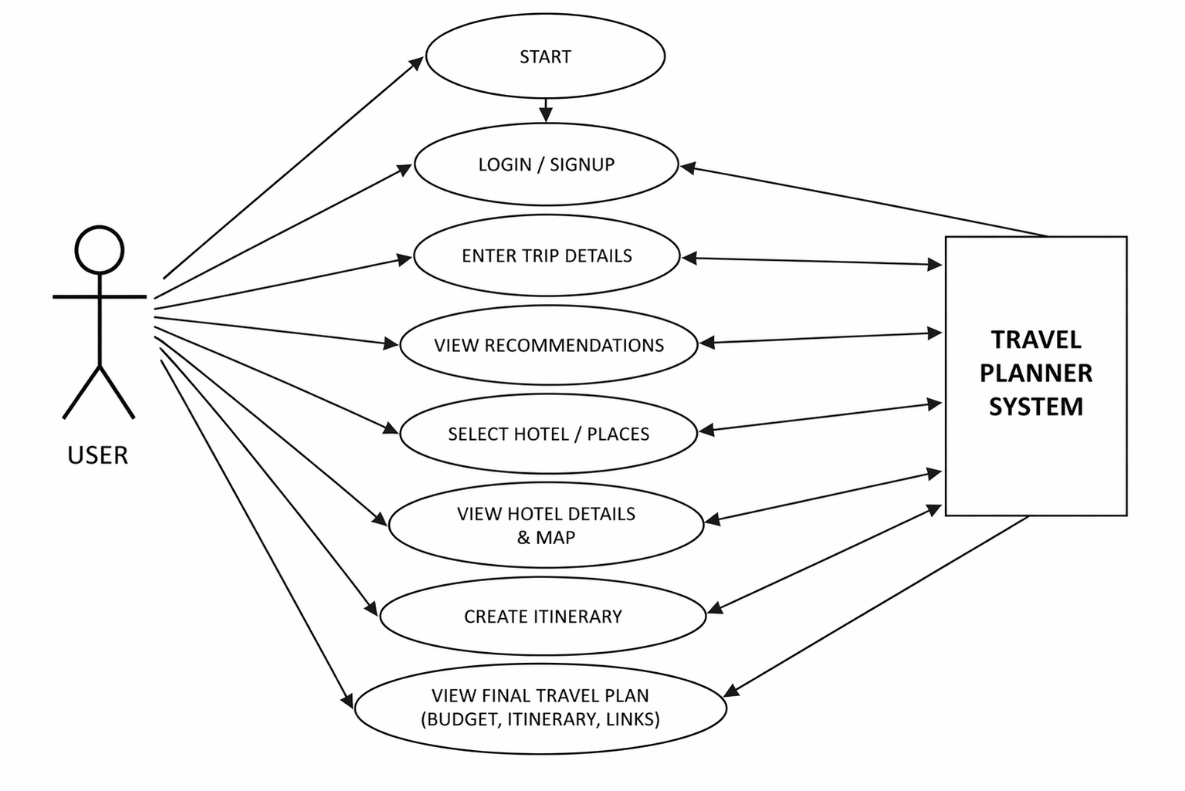 START
LOGIN / SIGNUP
ENTER TRIP DETAILS
VIEW RECOMMENDATIONS
SELECT HOTEL / PLACES
VIEW HOTEL DETAILS
& MAP
CREATE ITINERARY
VIEW FINAL TRAVEL PLAN
(BUDGET, ITINERARY, LINKS)
USER
TRAVEL
PLANNER
SYSTEM